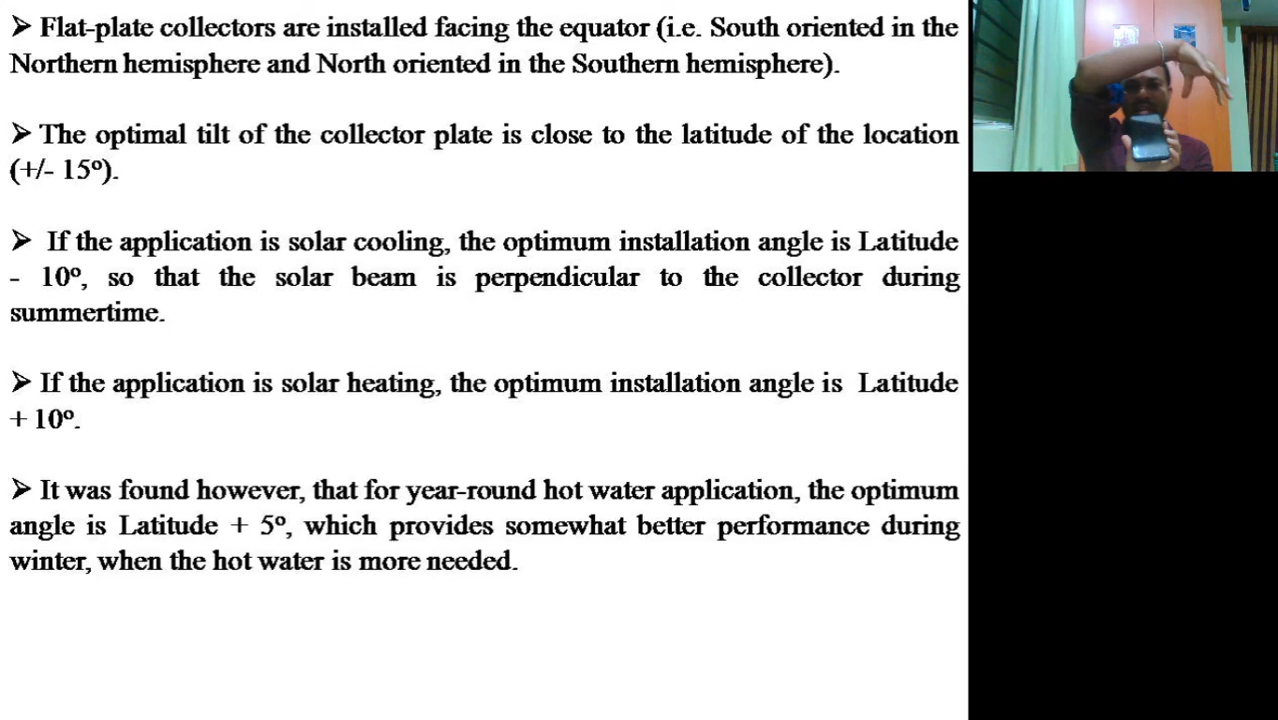 ➢ Flat-plate collectors are installed facing the equator (i.e. South oriented in the
Northern hemisphere and North oriented in the Southern hemisphere).
➢ The optimal tilt of the collector plate is close to the latitude of the location
(+/- 15º).
➢ If the application is solar cooling, the optimum installation angle is Latitude
- 10º, so that the solar beam is perpendicular to the collector during
summertime.
➢ If the application is solar heating, the optimum installation angle is Latitude
+ 10º.
➢ It was found however, that for year-round hot water application, the optimum
angle is Latitude + 5º, which provides somewhat better performance during
winter, when the hot water is more needed.